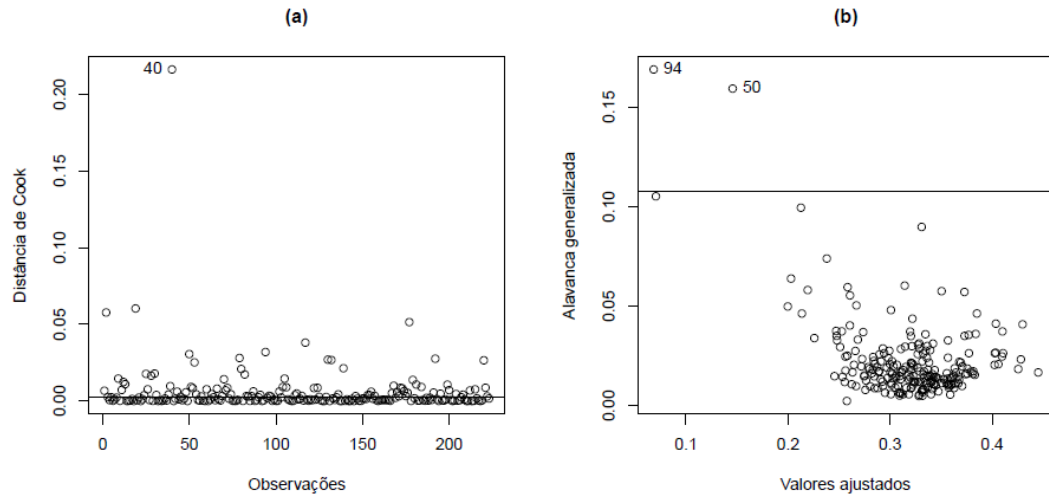 (a)
40
Distância de Cook
0.20
0.15
0.10
0.05
0.00
0 50 100 150 200
Observações
(b)
94
50
Alavanca generalizada
0.15
0.10
0.05
0.00
0.1 0.2 0.3 0.4
Valores ajustados